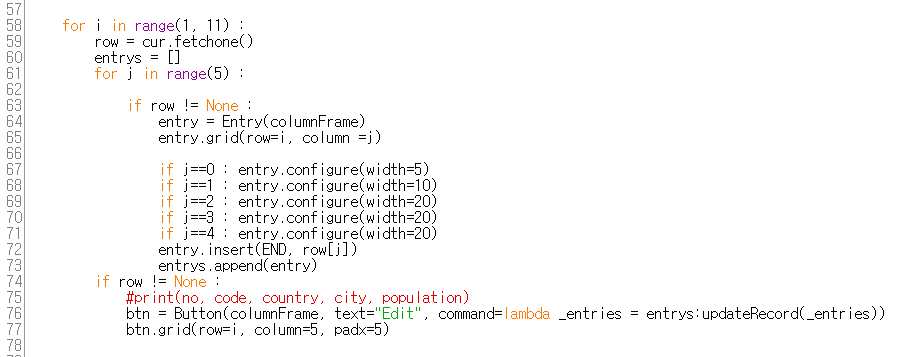 57
58 for i in range(1, 11) :
59 row = cur.fetchone()
60 entrys = []
61 for j in range(5) :
62
63 if row != None :
64 entry = Entry(columnFrame)
65 entry.grid(row=i, column =j)
66
67 if j==0 : entry.configure(width=5)
68 if j==1 : entry.configure(width=10)
69 if j==2 : entry.configure(width=20)
70 if j==3 : entry.configure(width=20)
71 if j==4 : entry.configure(width=20)
72 entry.insert(END, row[j])
73 entrys.append(entry)
74 if row != None :
75 #print(no, code, country, city, population)
76 btn = Button(columnFrame, text="Edit", command=lambda _entries = entrys:updateRecord(_entries))
77 btn.grid(row=i, column=5, padx=5)
78